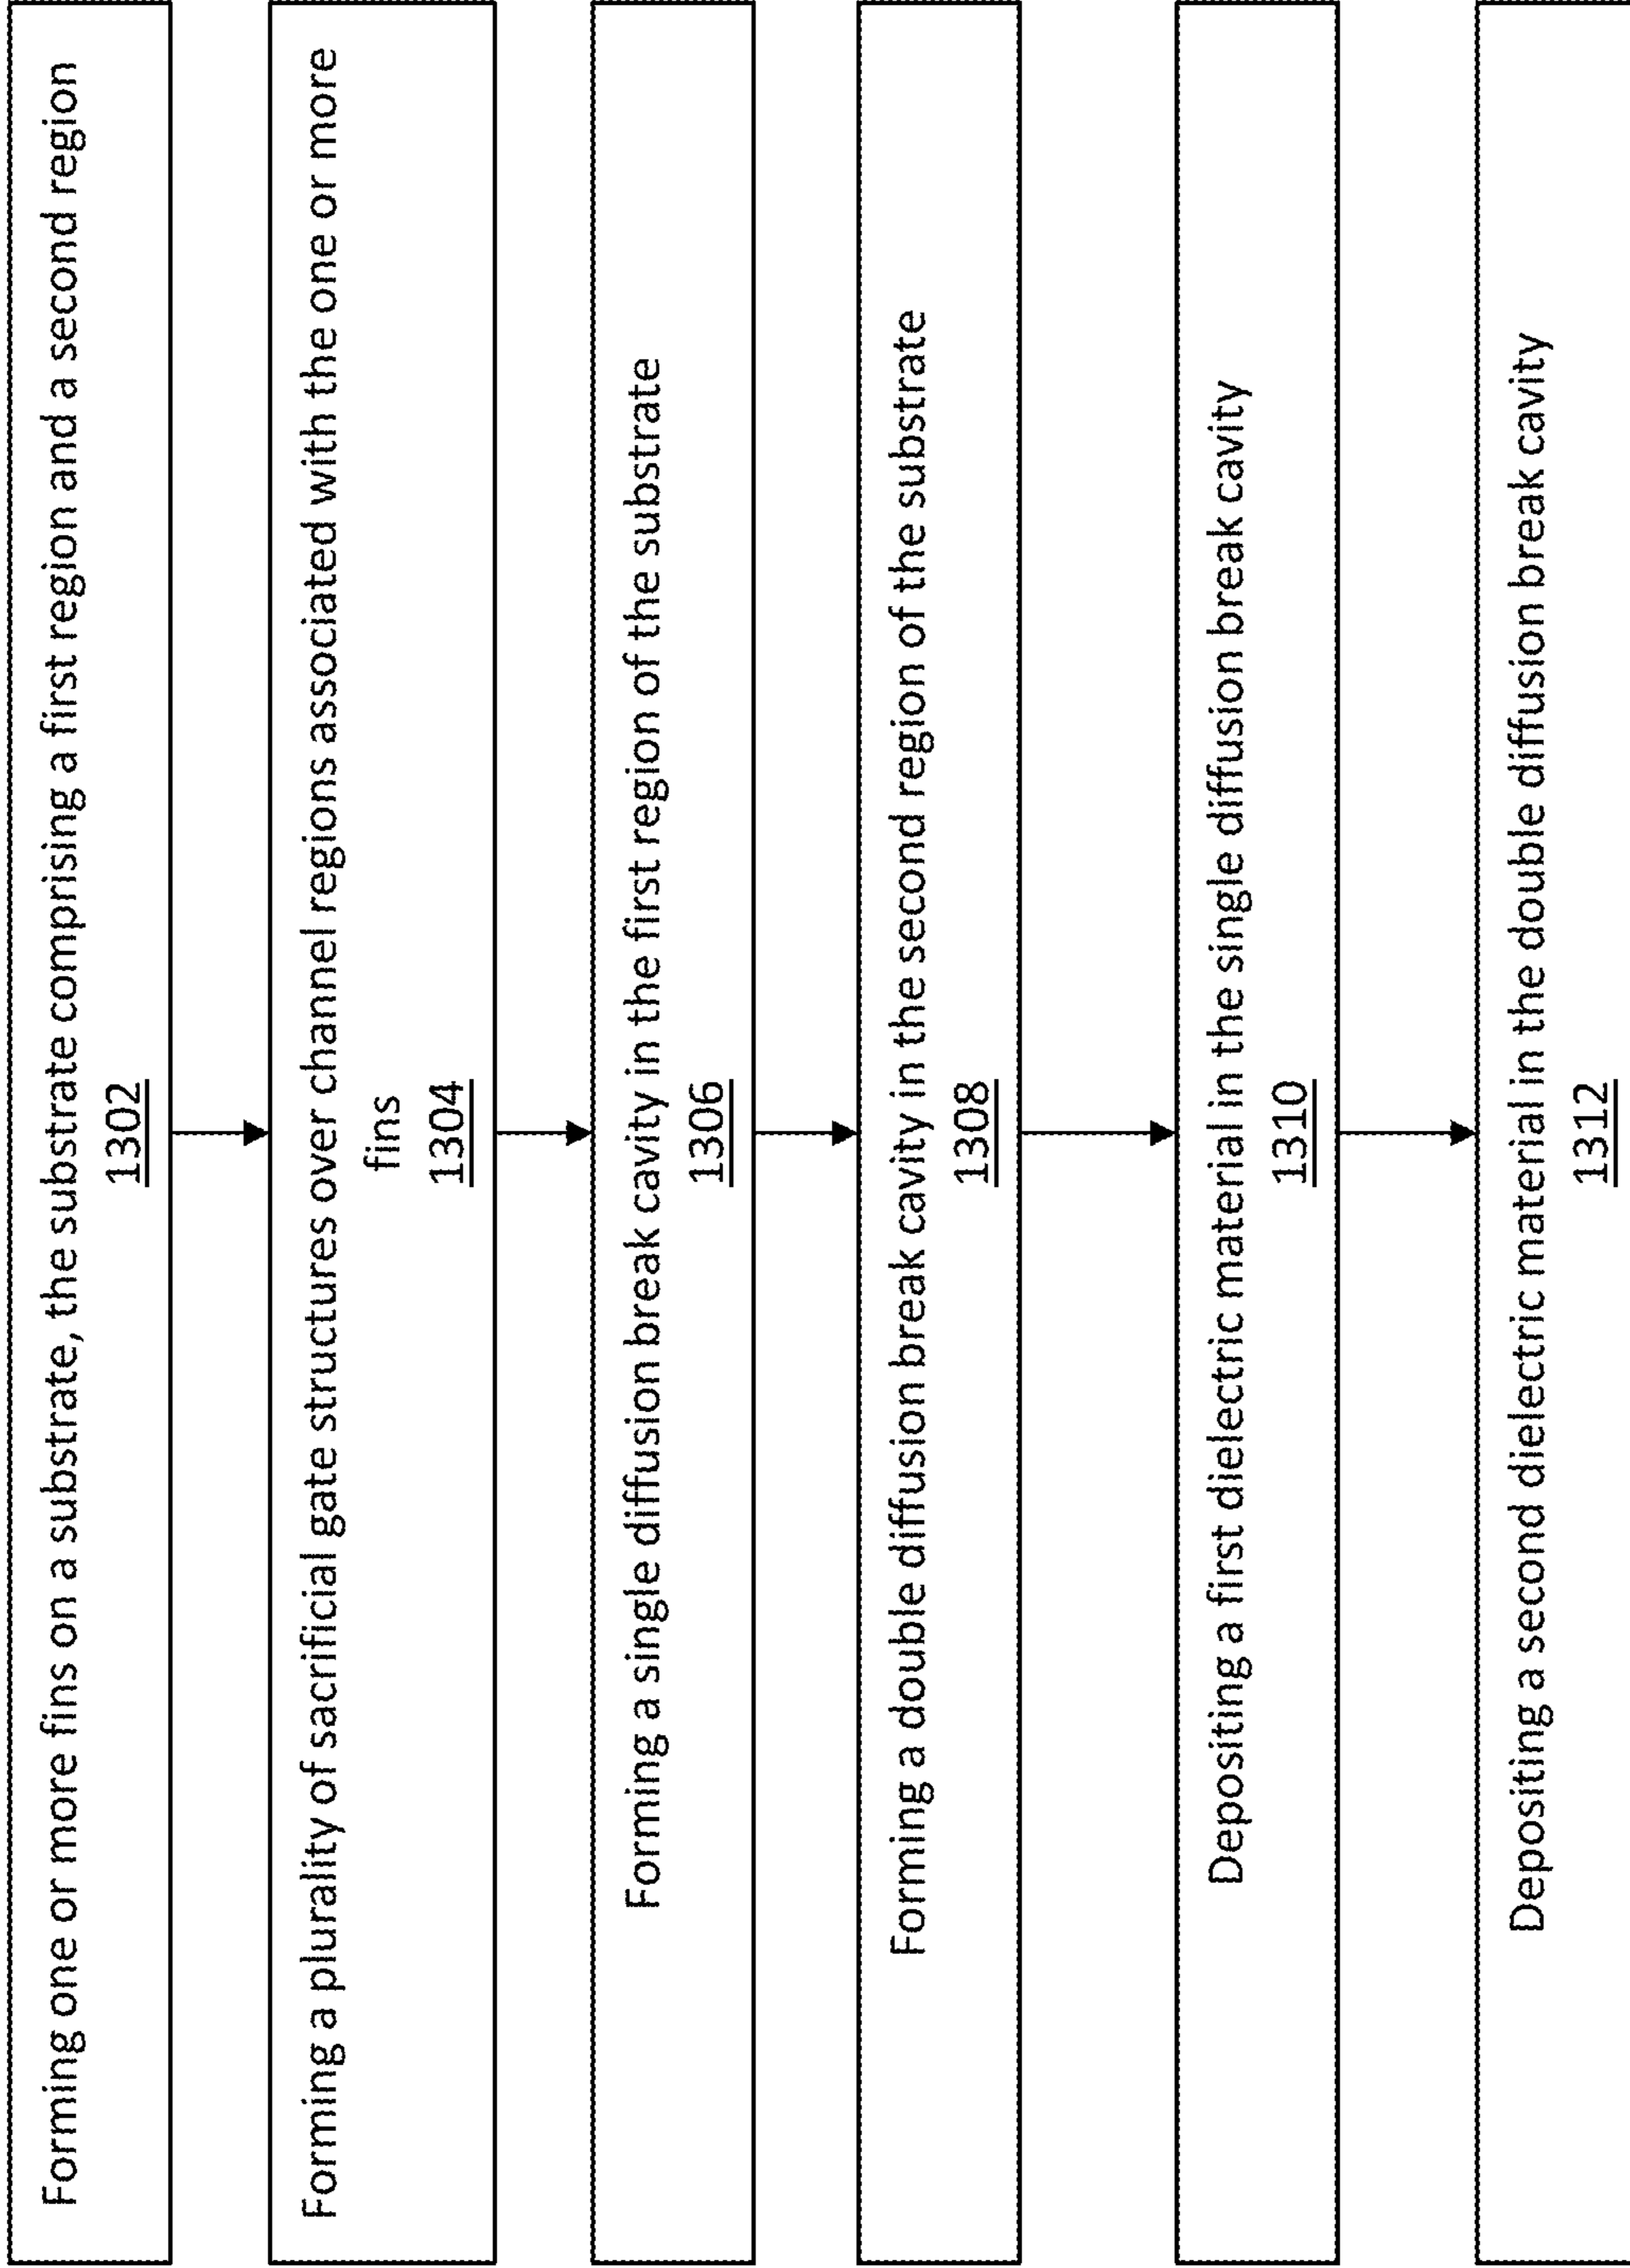 Forming one or more fins on a substrate, the substrate comprising a first region and a second region
1302
Forming a plurality of sacrificial gate structures over channel regions associated with the one or more
fins
1304
Forming a single diffusion break cavity in the first region of the substrate
1306
Forming a double diffusion break cavity in the second region of the substrate
1308
Depositing a first dielectric material in the single diffusion break cavity
1310
Depositing a second dielectric material in the double diffusion break cavity
1312